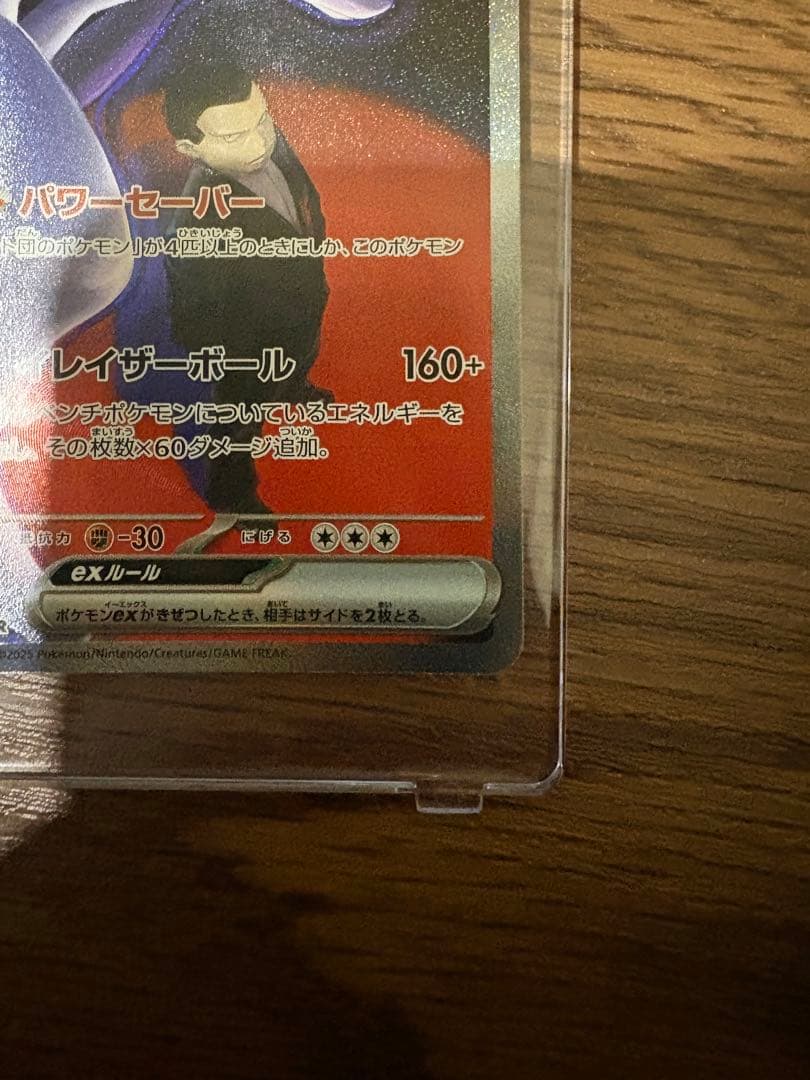 パワーセーバー
ド団のポケモン」が4匹以上のときにしか、このポケモン
レイザーボール 160+
ベンチポケモンについているエネルギーを
その枚数×60ダメージ追加。
抵抗力 -30 にげる
exルール
ポケモンexがきぜつしたとき、相手はサイドを2枚とる。
©2025 Pokémon/Nintendo/Creatures/GAME FREAK.